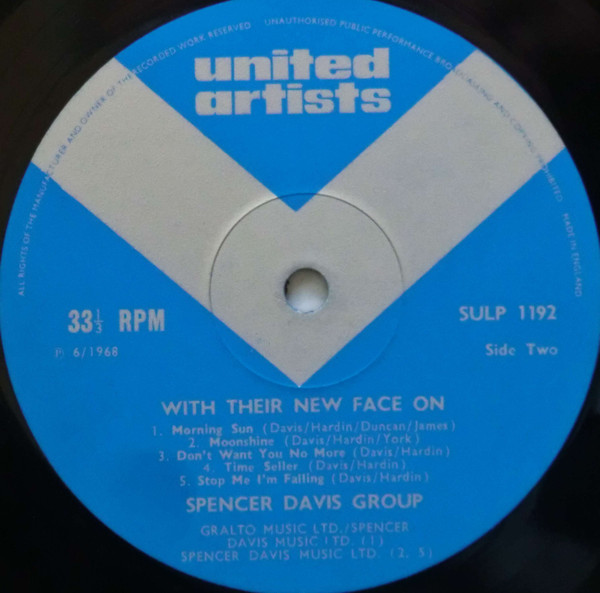 ALL RIGHTS OF THE MANUFACTURER AND OWNER OF THE RECORDED WORK RESERVED UNAUTHORISED PUBLIC PERFORMANCE BROADCASTING AND COPYING PROHIBITED MADE IN ENGLAND
united
artists
33⅓ RPM
SULP 1192
Ⓟ 6/1968
Side Two
WITH THEIR NEW FACE ON
1. Morning Sun (Davis/Hardin/Duncan/James)
2. Moonshine (Davis/Hardin/York)
3. Don't Want You No More (Davis/Hardin)
4. Time Seller (Davis/Hardin)
5. Stop Me I'm Falling (Davis/Hardin)
SPENCER DAVIS GROUP
GRALTO MUSIC LTD./SPENCER
DAVIS MUSIC LTD. (1)
SPENCER DAVIS MUSIC LTD. (2, 5)